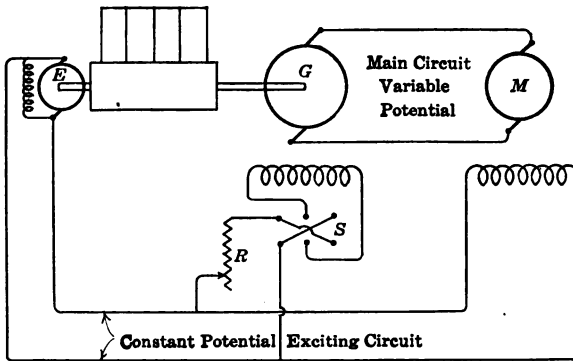 E
G
Main Circuit
Variable
Potential
M
S
R
Constant Potential Exciting Circuit